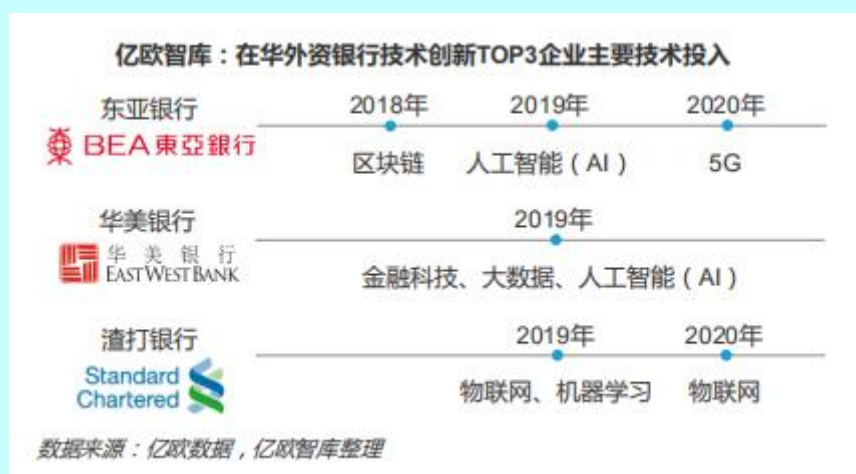 亿欧智库：在华外资银行技术创新TOP3企业主要技术投入
东亚银行
BEA東亞銀行
2018年 2019年 2020年
区块链 人工智能（AI） 5G
华美银行
华美银行
EASTWESTBANK
2019年
金融科技、大数据、人工智能（AI）
渣打银行
Standard
Chartered
2019年 2020年
物联网、机器学习 物联网
数据来源：亿欧数据，亿欧智库整理